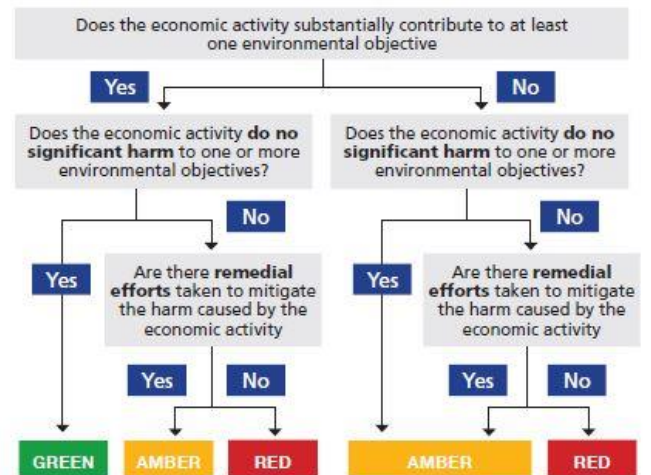 Does the economic activity substantially contribute to at least
one environmental objective
Yes
No
Does the economic activity do no
significant harm to one or more
environmental objectives?
Does the economic activity do no
significant harm to one or more
environmental objectives?
No
No
Yes
Are there remedial
efforts taken to mitigate
the harm caused by the
economic activity
Yes
Are there remedial
efforts taken to mitigate
the harm caused by the
economic activity
Yes
No
Yes
No
GREEN
AMBER
RED
AMBER
RED